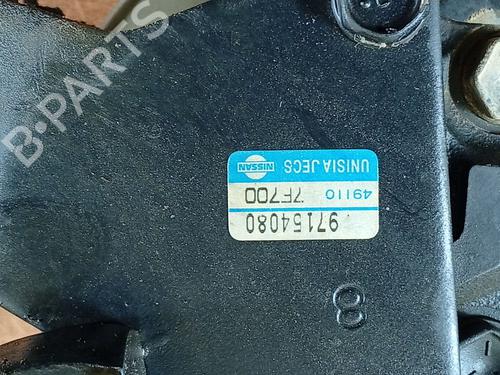 B-PARTS
UNISIA JECS
NISSAN
49110 7F700
97154080
8